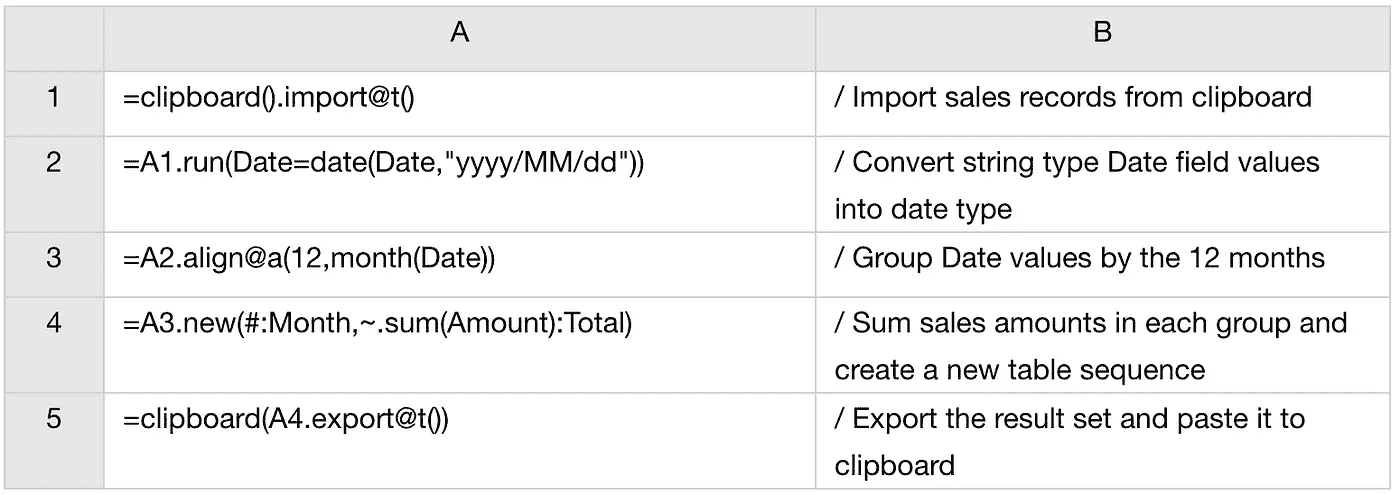 A B
1 =clipboard().import@t() / Import sales records from clipboard
2 =A1.run(Date=date(Date,"yyyy/MM/dd")) / Convert string type Date field values
into date type
3 =A2.align@a(12,month(Date)) / Group Date values by the 12 months
4 =A3.new(#:Month,~.sum(Amount):Total) / Sum sales amounts in each group and
create a new table sequence
5 =clipboard(A4.export@t()) / Export the result set and paste it to
clipboard